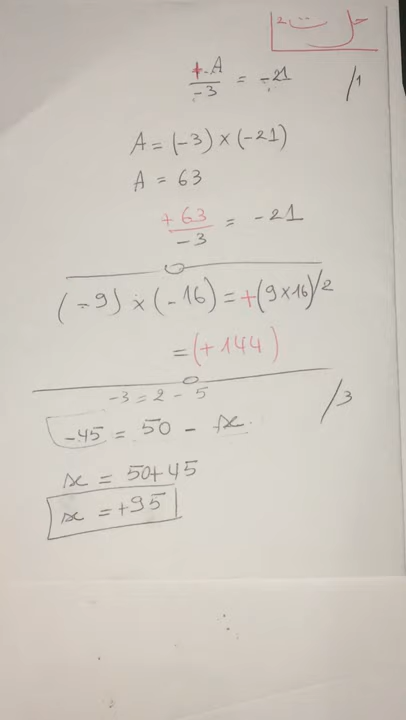 +A/-3 = -21 /1
A = (-3) × (-21)
A = 63
+63/-3 = -21
(-9) × (-16) = +(9×16) /2
= (+144)
-3 = 2 - 5 /3
-45 = 50 - x
x = 50+45
x = +95